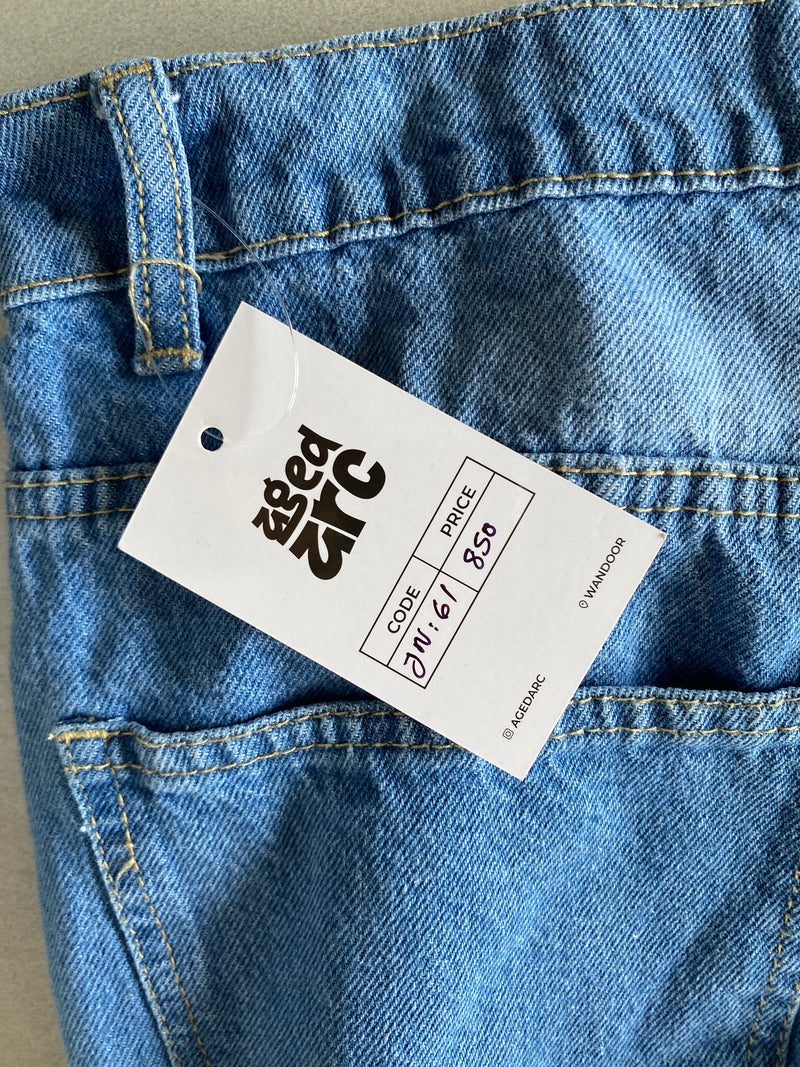 aged
arc
CODE PRICE
JN:61 850
AGEDARC WANDOOR